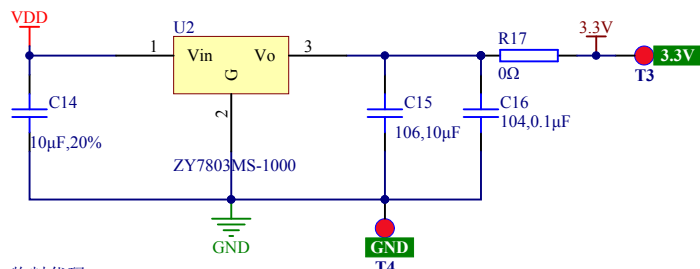 VDD
U2
1
Vin
Vo
3
G
2
ZY7803MS-1000
C14
10μF,20%
C15
106,10μF
C16
104,0.1μF
R17
0Ω
3.3V
3.3V
T3
GND
GND
T4